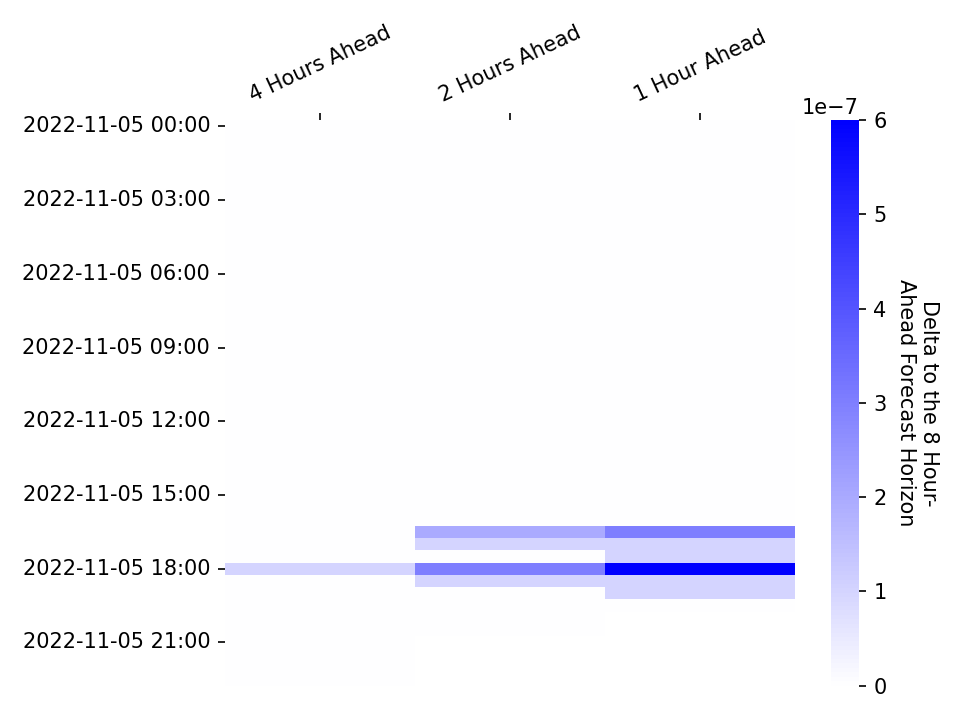 4 Hours Ahead
2 Hours Ahead
1 Hour Ahead
2022-11-05 00:00
2022-11-05 03:00
2022-11-05 06:00
2022-11-05 09:00
2022-11-05 12:00
2022-11-05 15:00
2022-11-05 18:00
2022-11-05 21:00
1e−7
6
5
4
3
2
1
0
Delta to the 8 Hour-
Ahead Forecast Horizon